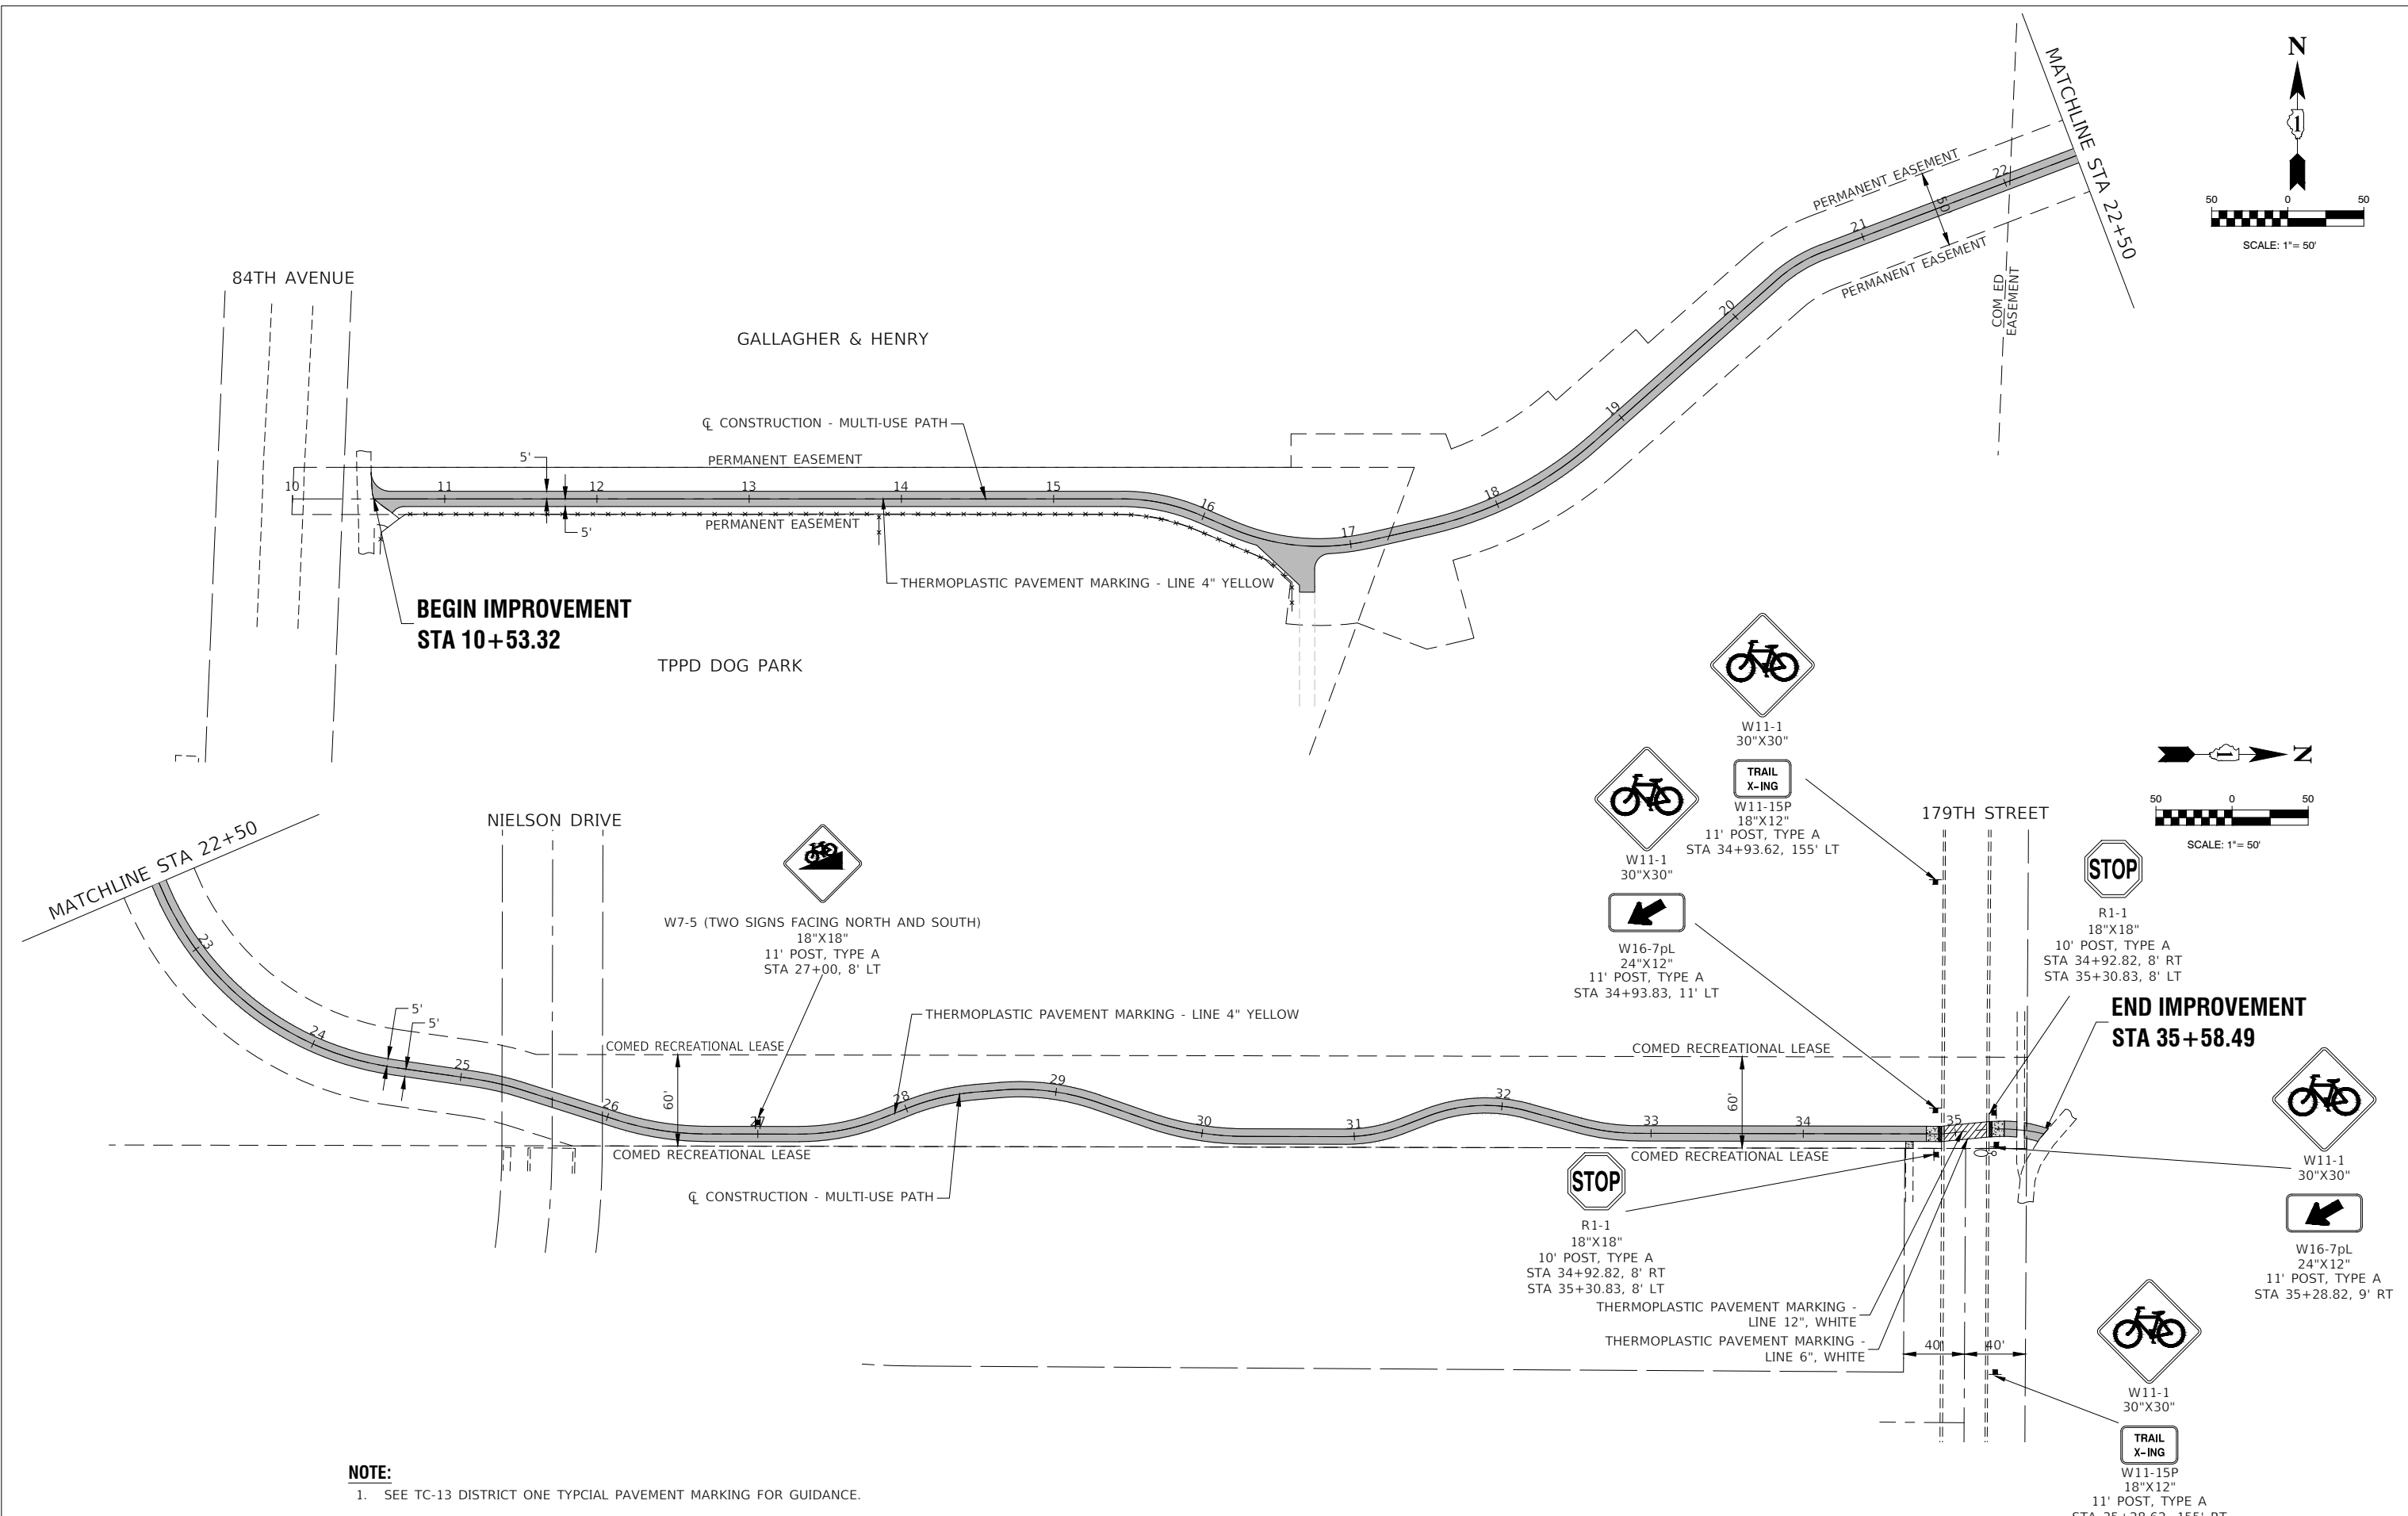 N
1
50 0 50
SCALE: 1"= 50'
MATCHLINE STA 22+50
84TH AVENUE
GALLAGHER & HENRY
PERMANENT EASEMENT
50
PERMANENT EASEMENT
COM ED
EASEMENT
℄ CONSTRUCTION - MULTI-USE PATH
5'
PERMANENT EASEMENT
10 11 12 13 14 15 16 17 18 19 20 21 22
PERMANENT EASEMENT
5'
THERMOPLASTIC PAVEMENT MARKING - LINE 4" YELLOW
BEGIN IMPROVEMENT
STA 10+53.32
TPPD DOG PARK
W11-1
30"X30"
TRAIL
X-ING
W11-15P
18"X12"
11' POST, TYPE A
STA 34+93.62, 155' LT
W11-1
30"X30"
W16-7pL
24"X12"
11' POST, TYPE A
STA 34+93.83, 11' LT
N
1
50 0 50
SCALE: 1"= 50'
179TH STREET
STOP
R1-1
18"X18"
10' POST, TYPE A
STA 34+92.82, 8' RT
STA 35+30.83, 8' LT
END IMPROVEMENT
STA 35+58.49
MATCHLINE STA 22+50
NIELSON DRIVE
W7-5 (TWO SIGNS FACING NORTH AND SOUTH)
18"X18"
11' POST, TYPE A
STA 27+00, 8' LT
THERMOPLASTIC PAVEMENT MARKING - LINE 4" YELLOW
5'
5'
COMED RECREATIONAL LEASE
COMED RECREATIONAL LEASE
60'
60'
23 24 25 26 27 28 29 30 31 32 33 34 35
COMED RECREATIONAL LEASE
COMED RECREATIONAL LEASE
℄ CONSTRUCTION - MULTI-USE PATH
STOP
R1-1
18"X18"
10' POST, TYPE A
STA 34+92.82, 8' RT
STA 35+30.83, 8' LT
THERMOPLASTIC PAVEMENT MARKING -
LINE 12", WHITE
THERMOPLASTIC PAVEMENT MARKING -
LINE 6", WHITE
40' 40'
W11-1
30"X30"
W16-7pL
24"X12"
11' POST, TYPE A
STA 35+28.82, 9' RT
W11-1
30"X30"
TRAIL
X-ING
W11-15P
18"X12"
11' POST, TYPE A
STA 35+28.62, 155' RT
NOTE:
1. SEE TC-13 DISTRICT ONE TYPCIAL PAVEMENT MARKING FOR GUIDANCE.